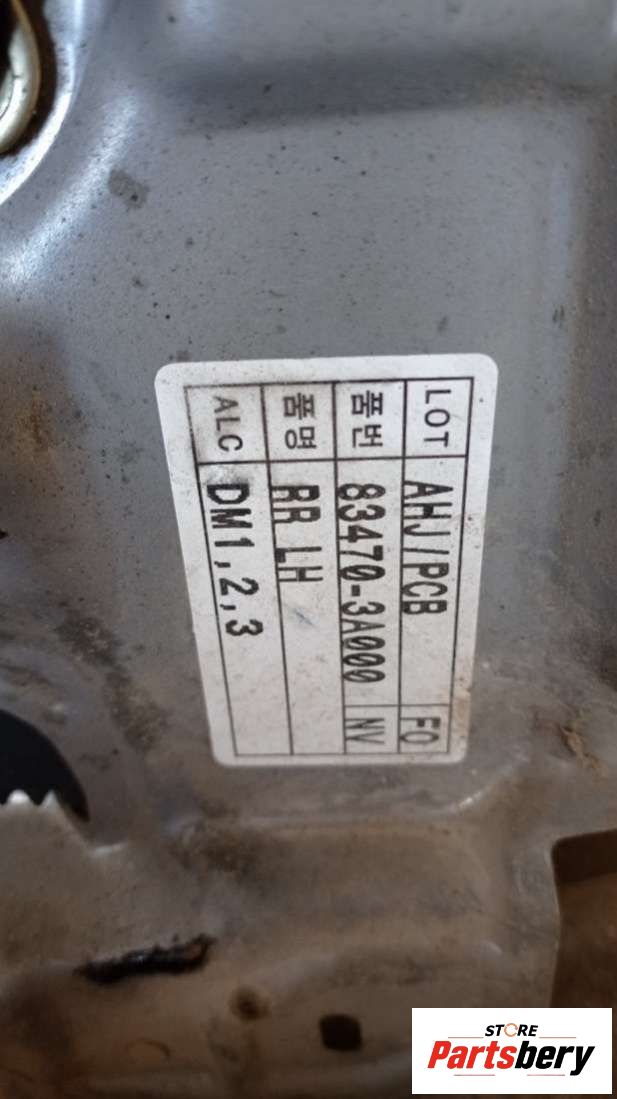 LOT AHJ/PCB FQ
품번 83470-3A000 NV
품명 RR LH
ALC DM1,2,3
STORE
Partsbery